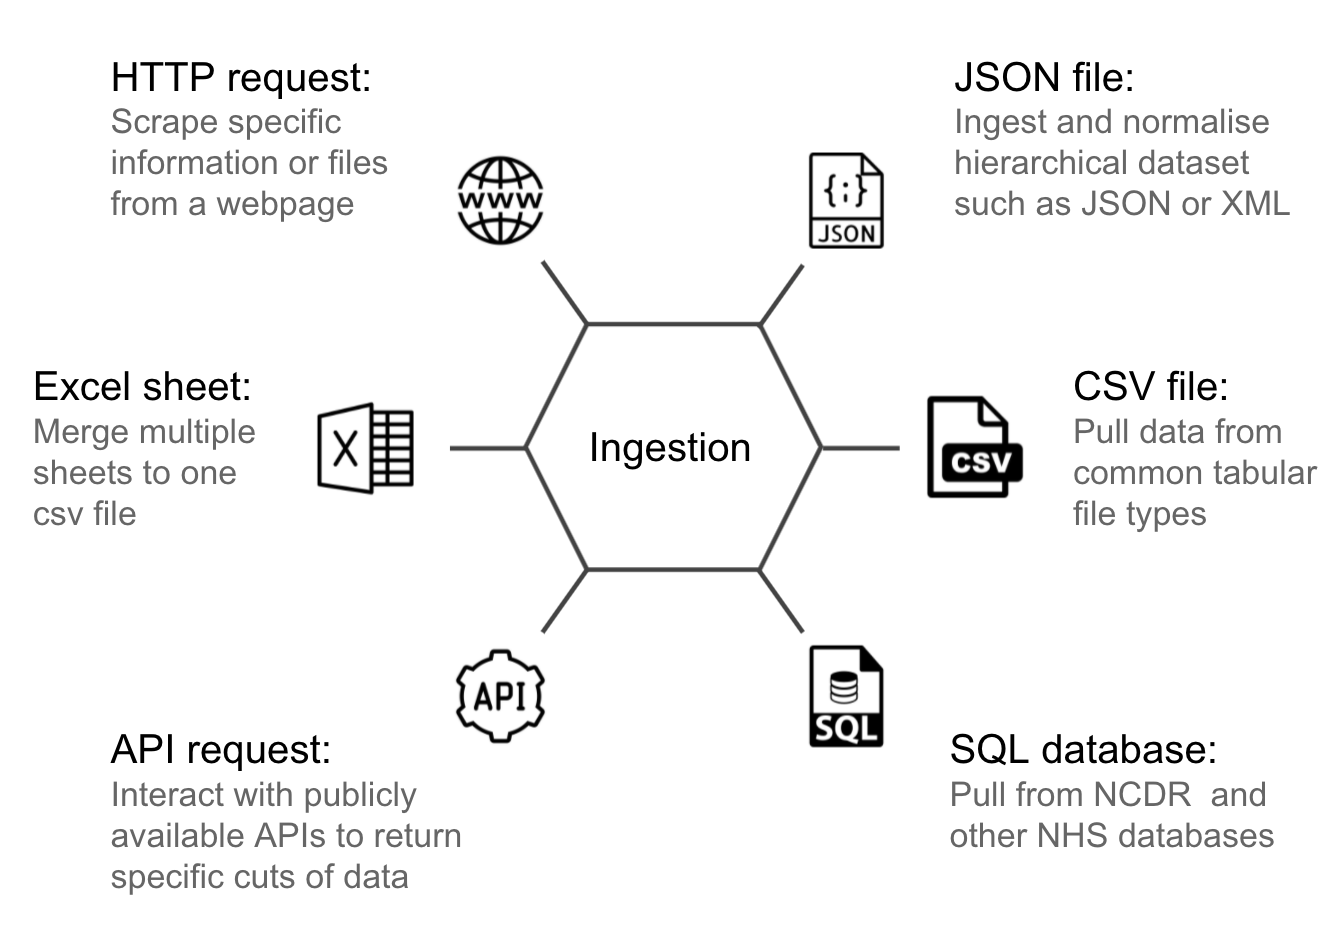 HTTP request:
Scrape specific
information or files
from a webpage
WWW
JSON file:
Ingest and normalise
hierarchical dataset
such as JSON or XML
{;}
JSON
Excel sheet:
Merge multiple
sheets to one
csv file
X
Ingestion
CSV
CSV file:
Pull data from
common tabular
file types
API
API request:
Interact with publicly
available APIs to return
specific cuts of data
SQL
SQL database:
Pull from NCDR  and
other NHS databases